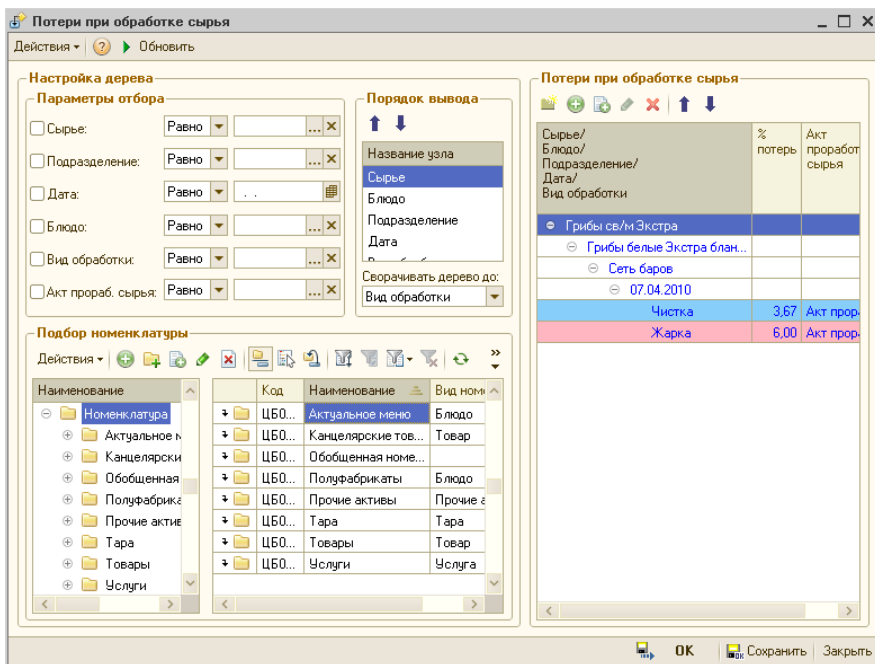 Потери при обработке сырья
Действия
Обновить
Настройка дерева
Параметры отбора
Сырье: Равно ...
Подразделение: Равно ...
Дата: Равно . .
Блюдо: Равно ...
Вид обработки: Равно ...
Акт прораб. сырья: Равно ...
Порядок вывода
Название узла
Сырье
Блюдо
Подразделение
Дата
Сворачивать дерево до:
Вид обработки
Подбор номенклатуры
Действия
Наименование
Номенклатура
Актуальное м
Канцелярски
Обобщенная
Полуфабрика
Прочие актив
Тара
Товары
Услуги
Код Наименование Вид номе
ЦБ0... Актуальное меню Блюдо
ЦБ0... Канцелярские тов... Товар
ЦБ0... Обобщенная номе...
ЦБ0... Полуфабрикаты Блюдо
ЦБ0... Прочие активы Прочие а
ЦБ0... Тара Тара
ЦБ0... Товары Товар
ЦБ0... Услуги Услуга
Потери при обработке сырья
Сырье/
Блюдо/
Подразделение/
Дата/
Вид обработки
%
потерь
Акт
проработ
сырья
Грибы св/м Экстра
Грибы белые Экстра блан...
Сеть баров
07.04.2010
Чистка 3,67 Акт прора
Жарка 6,00 Акт прора
OK Сохранить Закрыть